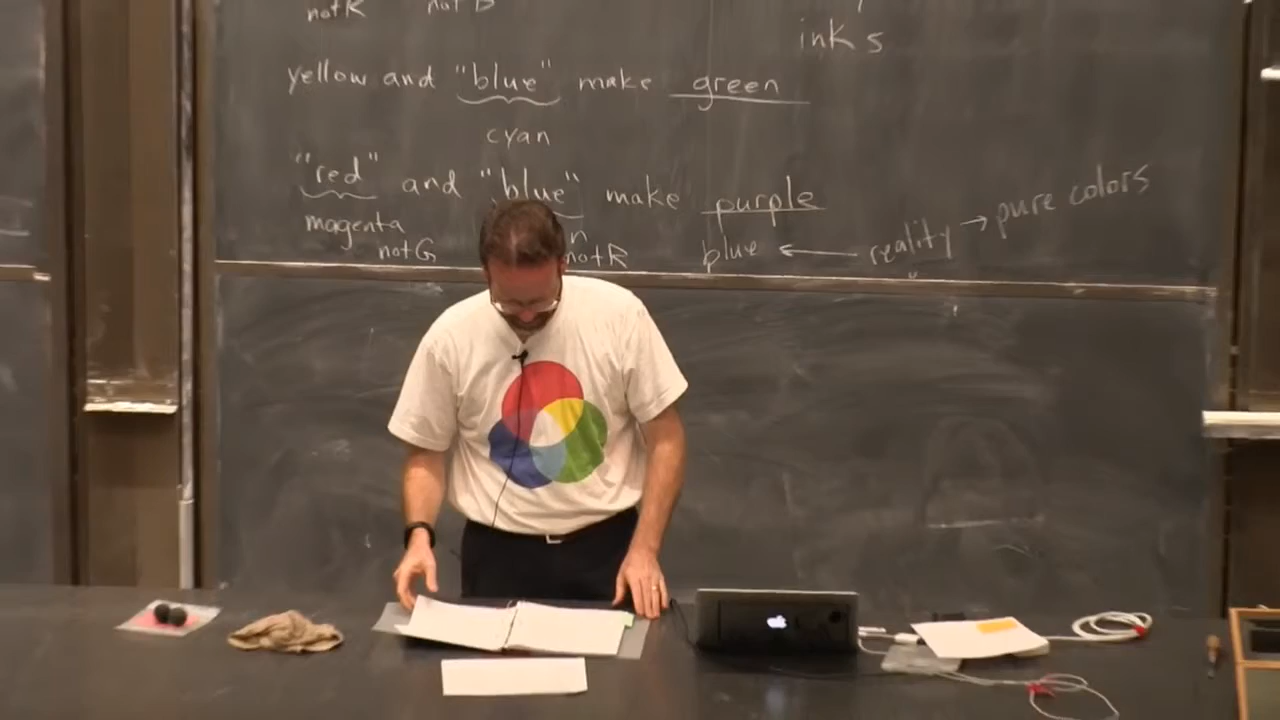 notR notB
inks
yellow and "blue" make green
cyan
"red" and "blue" make purple
magenta
notG notR blue ← reality → pure colors